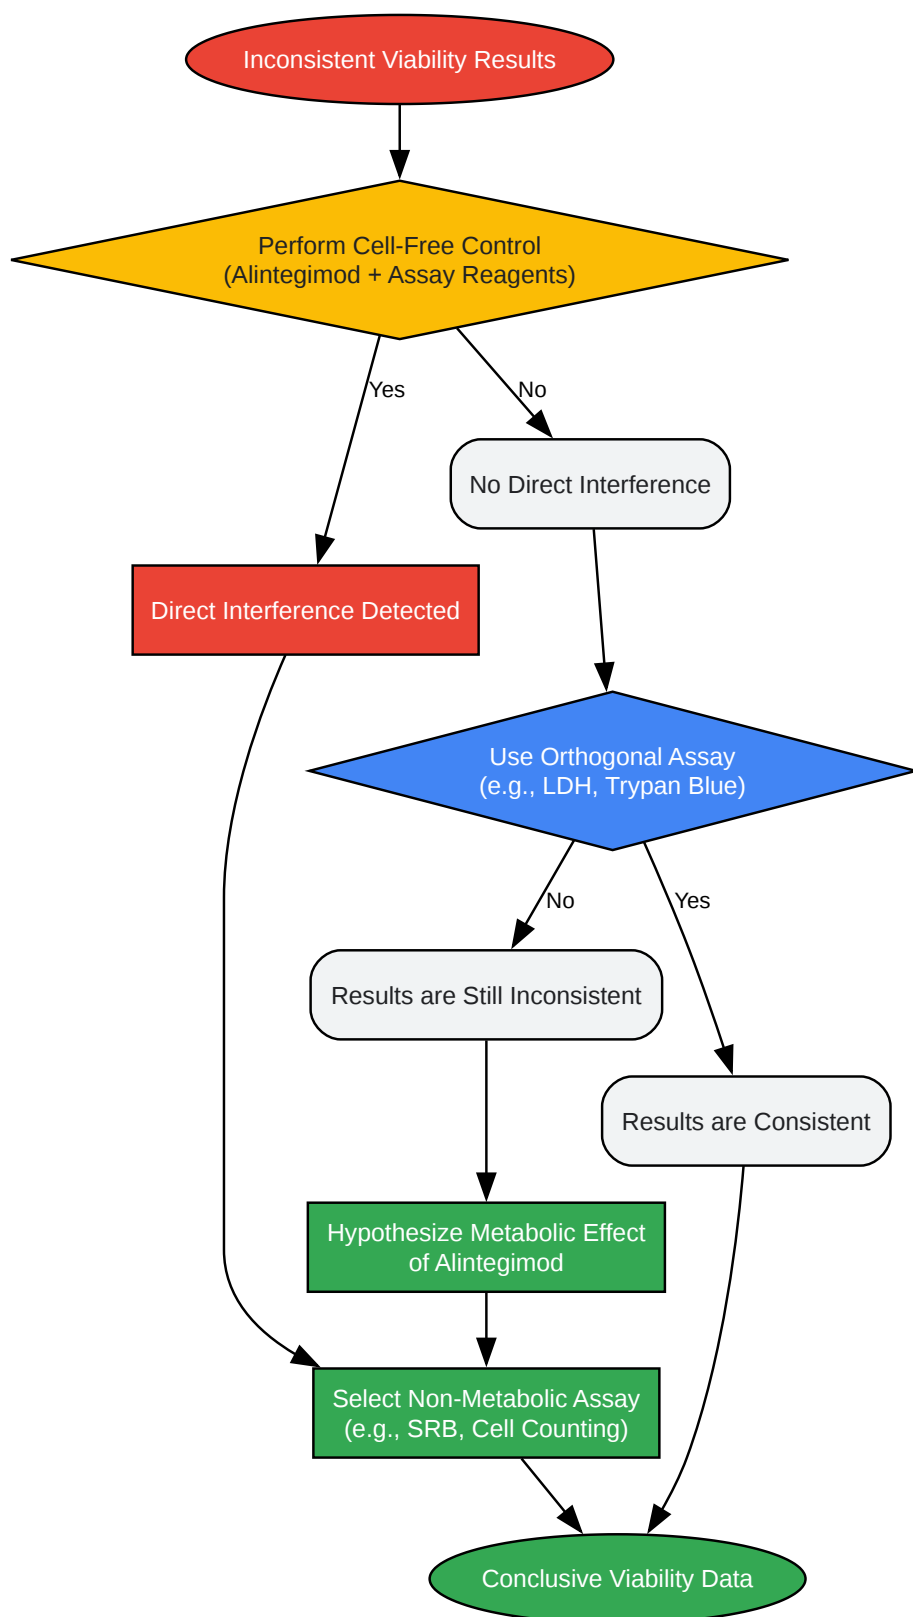 Inconsistent Viability Results
Perform Cell-Free Control
(Alintegimod + Assay Reagents)
Yes
No
No Direct Interference
Direct Interference Detected
Use Orthogonal Assay
(e.g., LDH, Trypan Blue)
No
Yes
Results are Still Inconsistent
Results are Consistent
Hypothesize Metabolic Effect
of Alintegimod
Select Non-Metabolic Assay
(e.g., SRB, Cell Counting)
Conclusive Viability Data